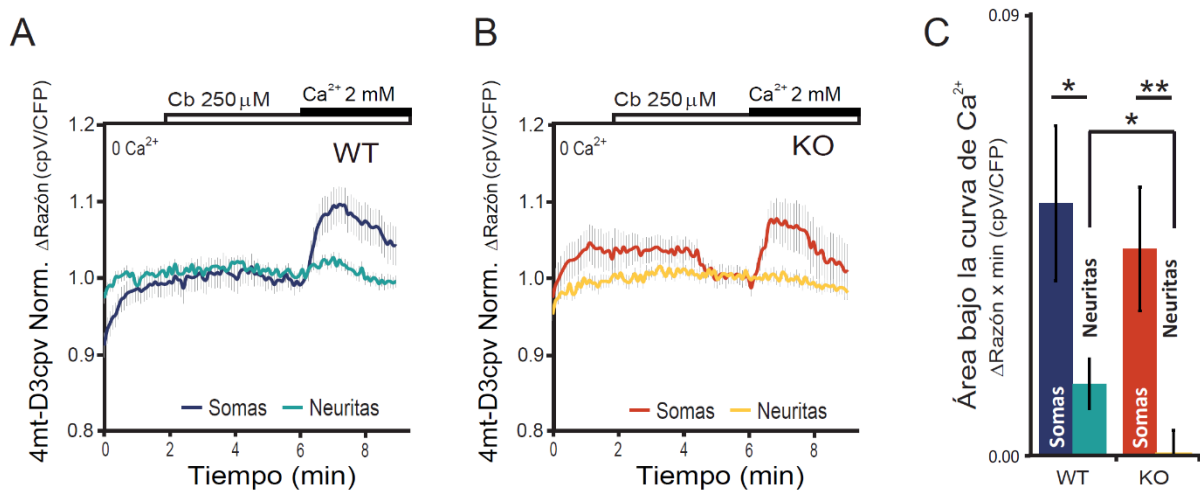 A
4mt-D3cpv Norm. ΔRazón (cpV/CFP)
Cb 250 μM
Ca²⁺ 2 mM
0 Ca²⁺
WT
1.2
1.1
1.0
0.9
0.8
Somas
Neuritas
0
2
4
6
8
Tiempo (min)
B
4mt-D3cpv Norm. ΔRazón (cpV/CFP)
Cb 250 μM
Ca²⁺ 2 mM
0 Ca²⁺
KO
1.2
1.1
1.0
0.9
0.8
Somas
Neuritas
0
2
4
6
8
Tiempo (min)
C
Área bajo la curva de Ca²⁺
ΔRazón x min (cpV/CFP)
0.09
0.00
*
**
*
Somas
Neuritas
Somas
Neuritas
WT
KO